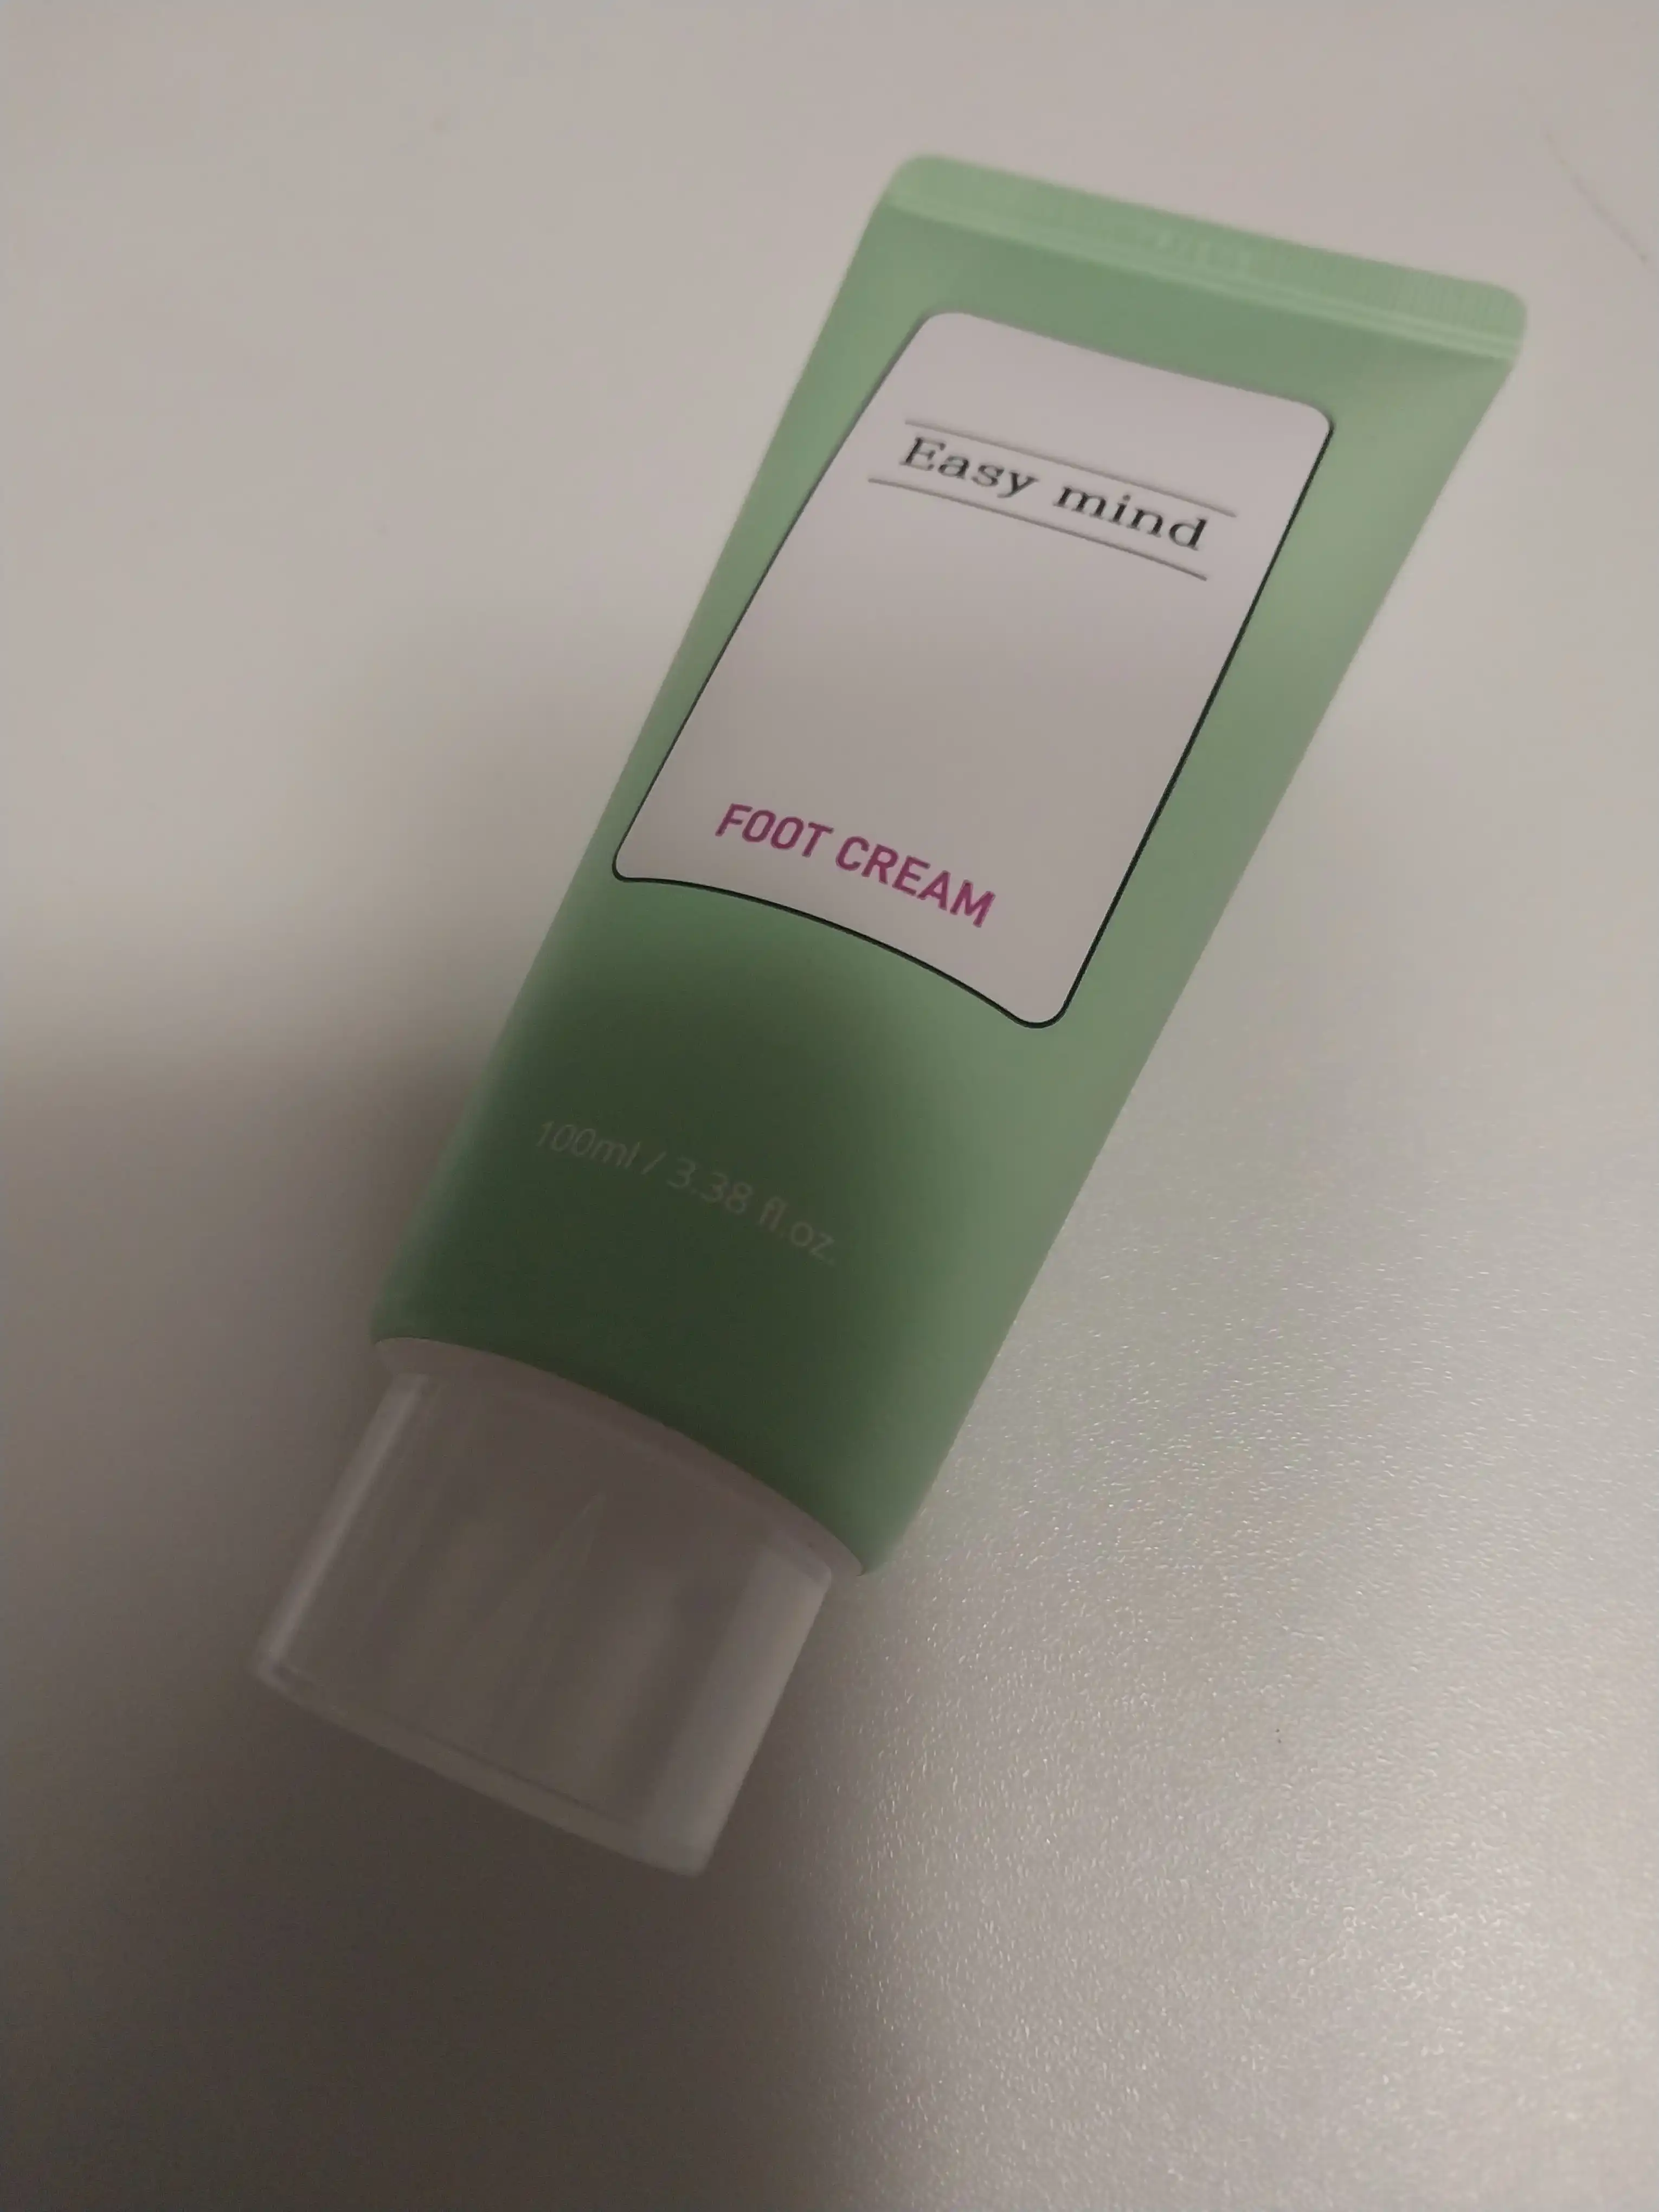 Easy mind
FOOT CREAM
100ml / 3.38 fl.oz.